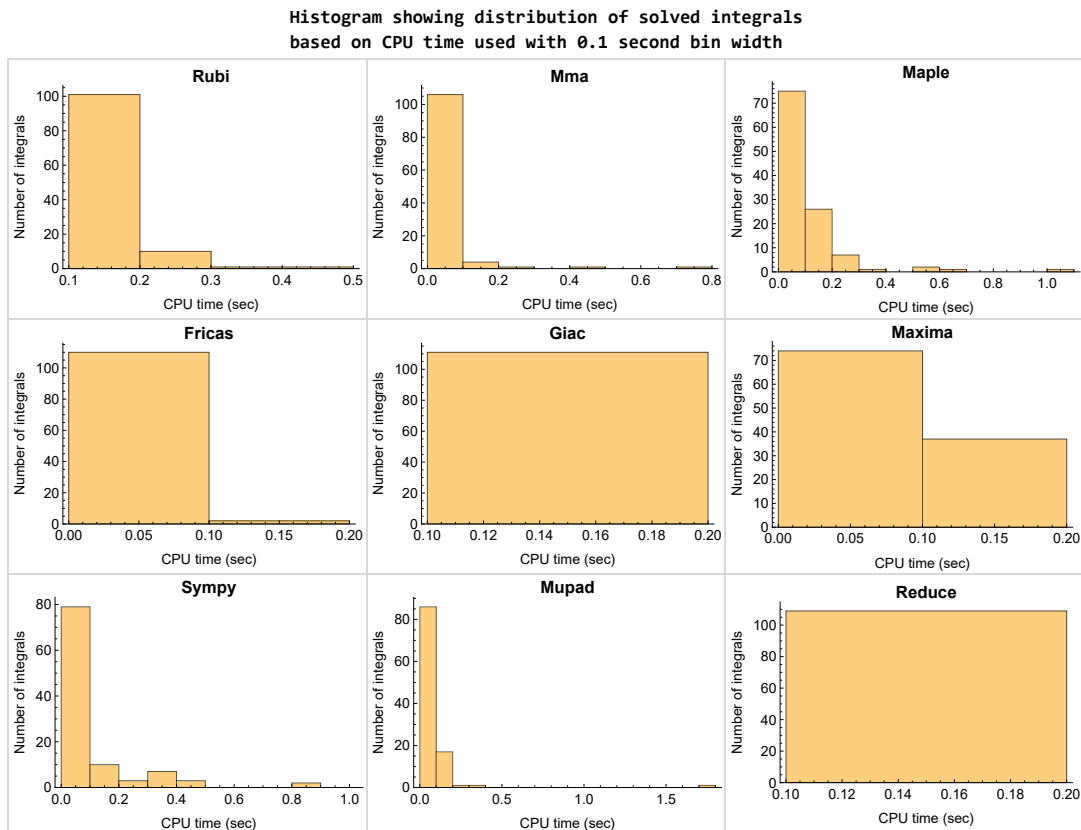 Histogram showing distribution of solved integrals
based on CPU time used with 0.1 second bin width
Rubi
Number of integrals
100
80
60
40
20
0
0.1 0.2 0.3 0.4 0.5
CPU time (sec)
Mma
Number of integrals
100
80
60
40
20
0
0.0 0.2 0.4 0.6 0.8
CPU time (sec)
Maple
Number of integrals
70
60
50
40
30
20
10
0
0.0 0.2 0.4 0.6 0.8 1.0
CPU time (sec)
Fricas
Number of integrals
100
80
60
40
20
0
0.00 0.05 0.10 0.15 0.20
CPU time (sec)
Giac
Number of integrals
100
80
60
40
20
0
0.10 0.12 0.14 0.16 0.18 0.20
CPU time (sec)
Maxima
Number of integrals
70
60
50
40
30
20
10
0
0.00 0.05 0.10 0.15 0.20
CPU time (sec)
Sympy
Number of integrals
80
60
40
20
0
0.0 0.2 0.4 0.6 0.8 1.0
CPU time (sec)
Mupad
Number of integrals
80
60
40
20
0
0.0 0.5 1.0 1.5
CPU time (sec)
Reduce
Number of integrals
100
80
60
40
20
0
0.10 0.12 0.14 0.16 0.18 0.20
CPU time (sec)